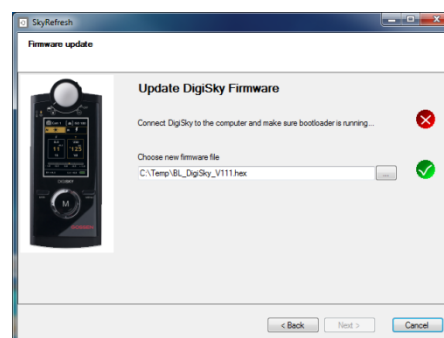 SkyRefresh
Firmware update
Update DigiSky Firmware
Connect DigiSky to the computer and make sure bootloader is running...
Choose new firmware file
C:\Temp\BL_DigiSky_V111.hex
...
M
< Back
Next >
Cancel